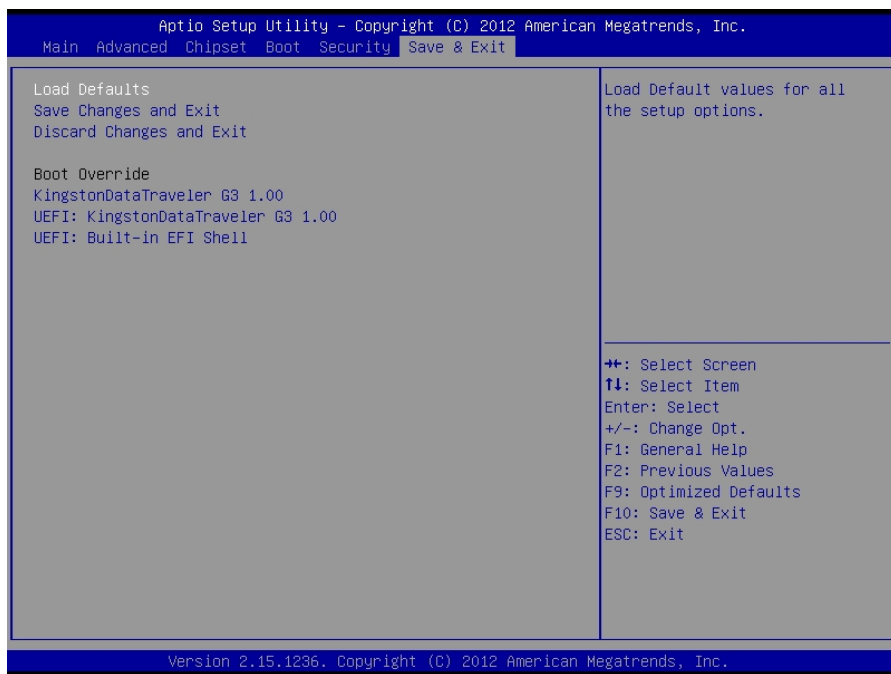 Aptio Setup Utility – Copyright (C) 2012 American Megatrends, Inc.
Main Advanced Chipset Boot Security Save & Exit
Load Defaults
Save Changes and Exit
Discard Changes and Exit
Boot Override
KingstonDataTraveler G3 1.00
UEFI: KingstonDataTraveler G3 1.00
UEFI: Built-in EFI Shell
Load Default values for all
the setup options.
→←: Select Screen
↑↓: Select Item
Enter: Select
+/-: Change Opt.
F1: General Help
F2: Previous Values
F9: Optimized Defaults
F10: Save & Exit
ESC: Exit
Version 2.15.1236. Copyright (C) 2012 American Megatrends, Inc.